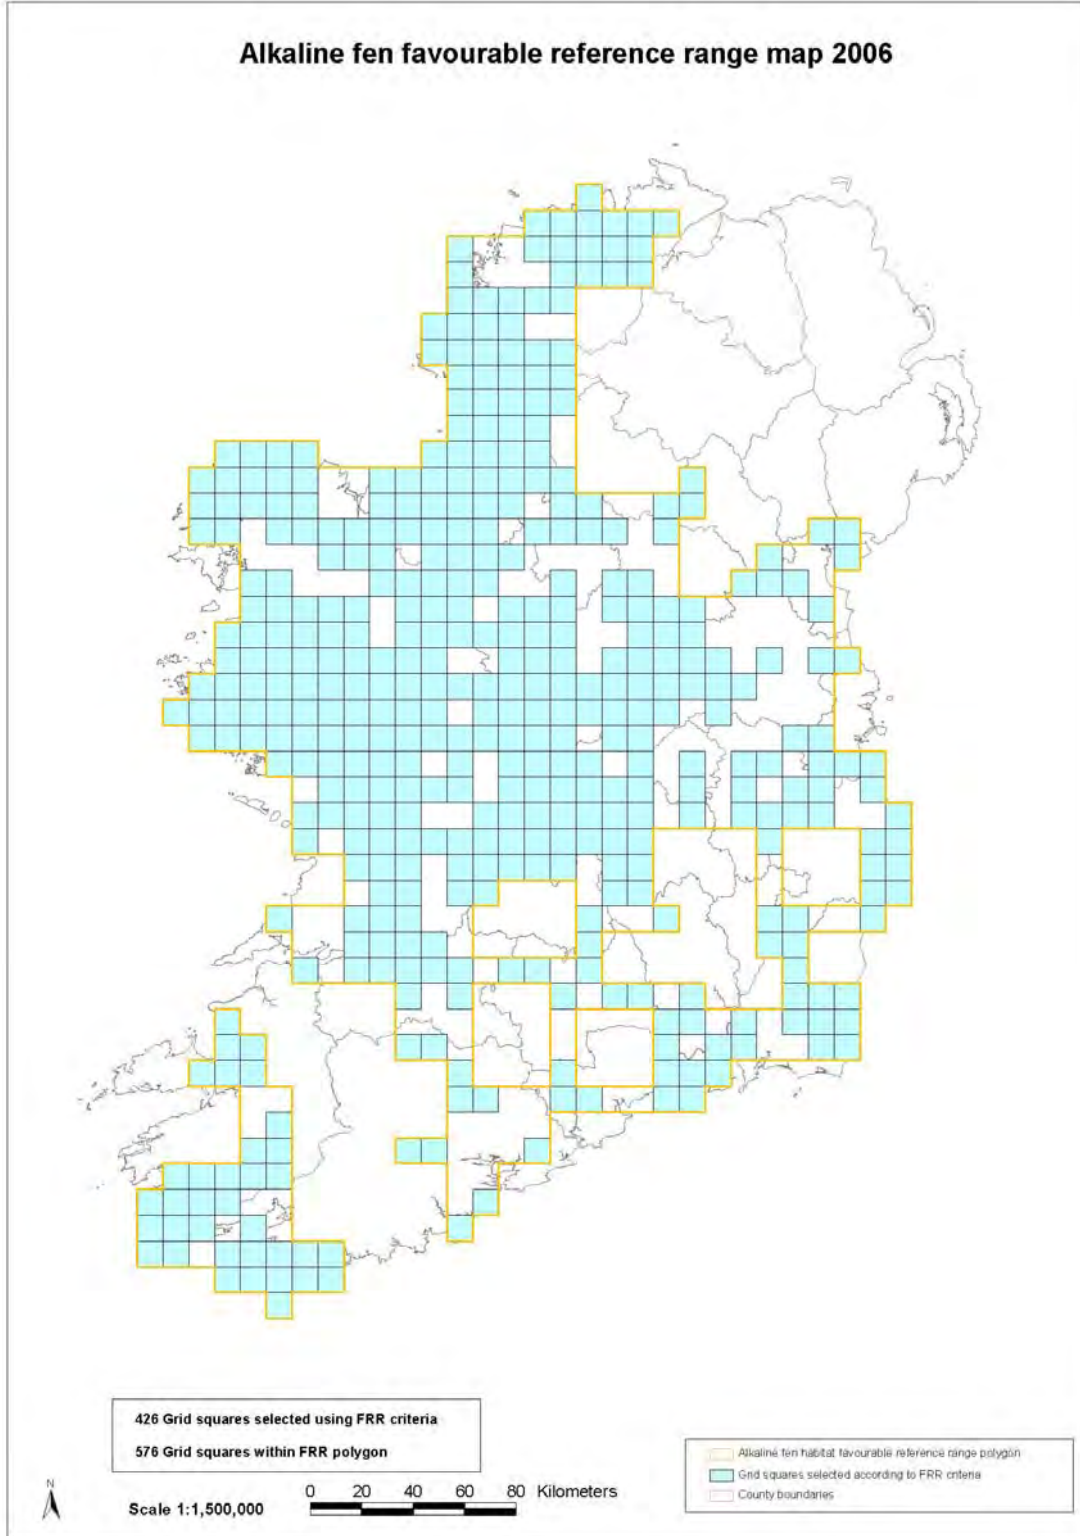 Alkaline fen favourable reference range map 2006
426 Grid squares selected using FRR criteria
576 Grid squares within FRR polygon
N
Scale 1:1,500,000
0 20 40 60 80 Kilometers
Alkaline fen habitat favourable reference range polygon
Grid squares selected according to FRR criteria
County boundaries